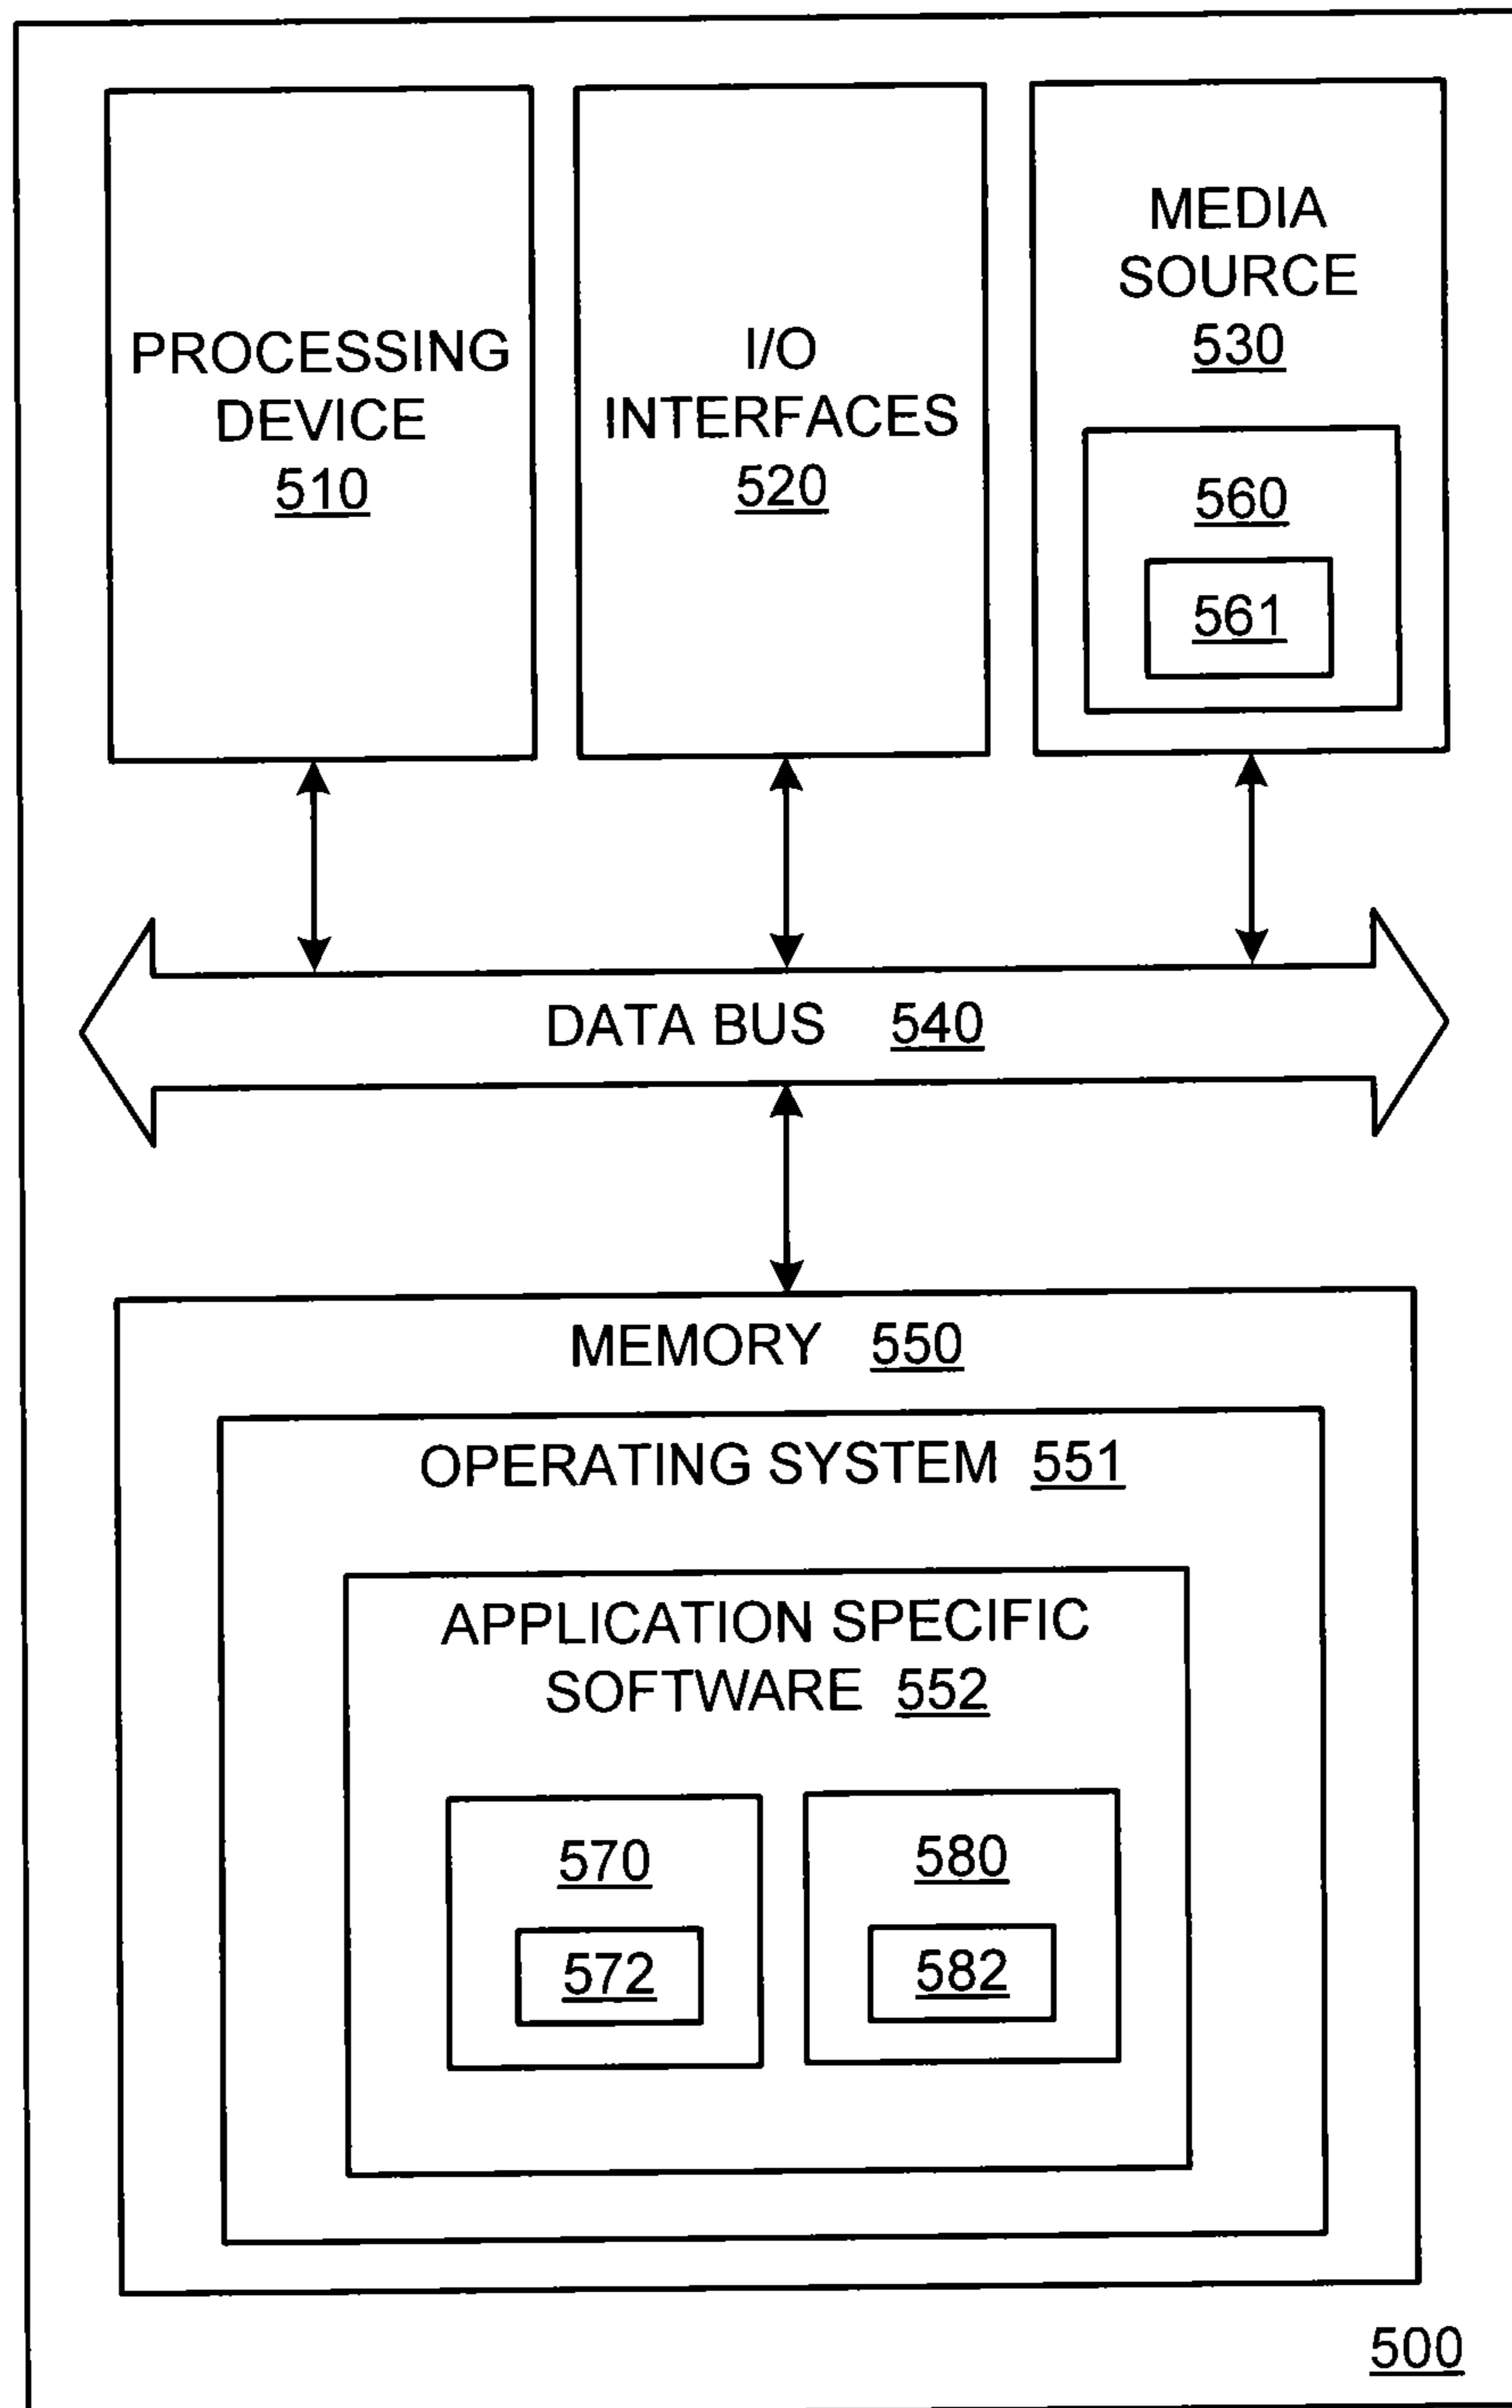 PROCESSING
DEVICE
510
I/O
INTERFACES
520
MEDIA
SOURCE
530
560
561
DATA BUS 540
MEMORY 550
OPERATING SYSTEM 551
APPLICATION SPECIFIC
SOFTWARE 552
570
572
580
582
500